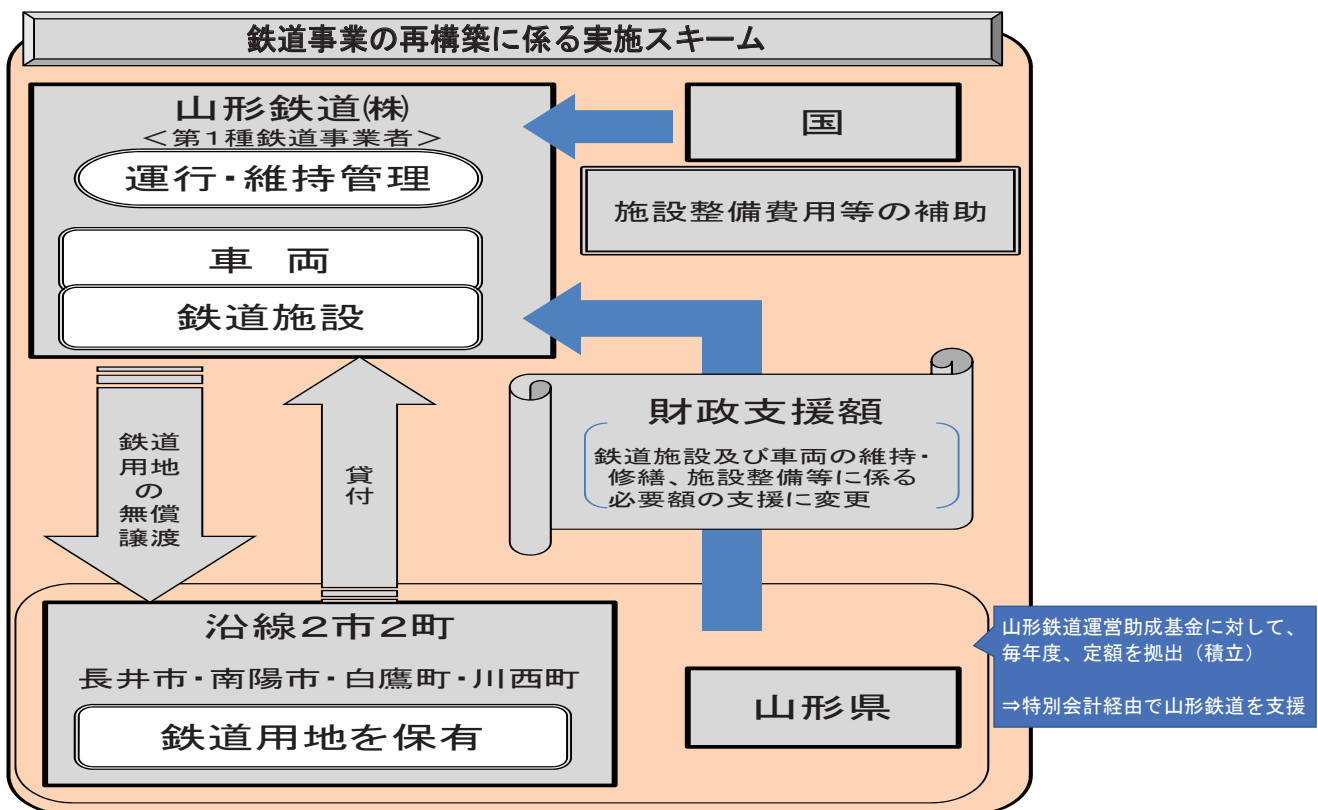 鉄道事業の再構築に係る実施スキーム
山形鉄道㈱
＜第1種鉄道事業者＞
運行・維持管理
車 両
鉄道施設
国
施設整備費用等の補助
財政支援額
鉄道施設及び車両の維持・
修繕、施設整備等に係る
必要額の支援に変更
鉄道
用地
の
無償
譲渡
貸
付
沿線2市2町
長井市・南陽市・白鷹町・川西町
鉄道用地を保有
山形県
山形鉄道運営助成基金に対して、
毎年度、定額を拠出（積立）
⇒特別会計経由で山形鉄道を支援